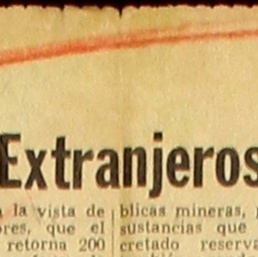 Extranjeros
la vista de
ores, que el
retorna 200
blicas mineras,
sustancias que
cretado reserva